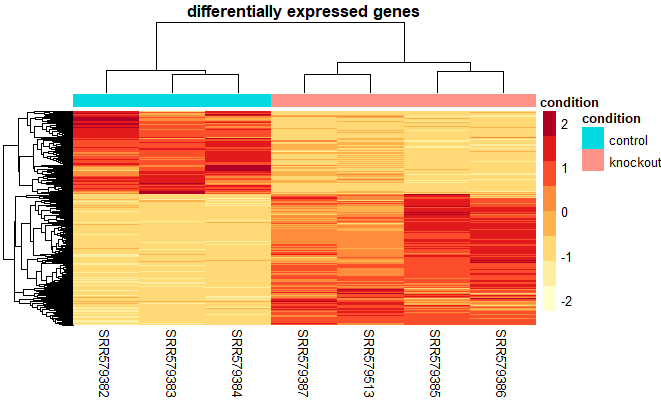 differentially expressed genes
condition
condition
2
1
0
-1
-2
control
knockout
SRR579382
SRR579383
SRR579384
SRR579387
SRR579513
SRR579385
SRR579386